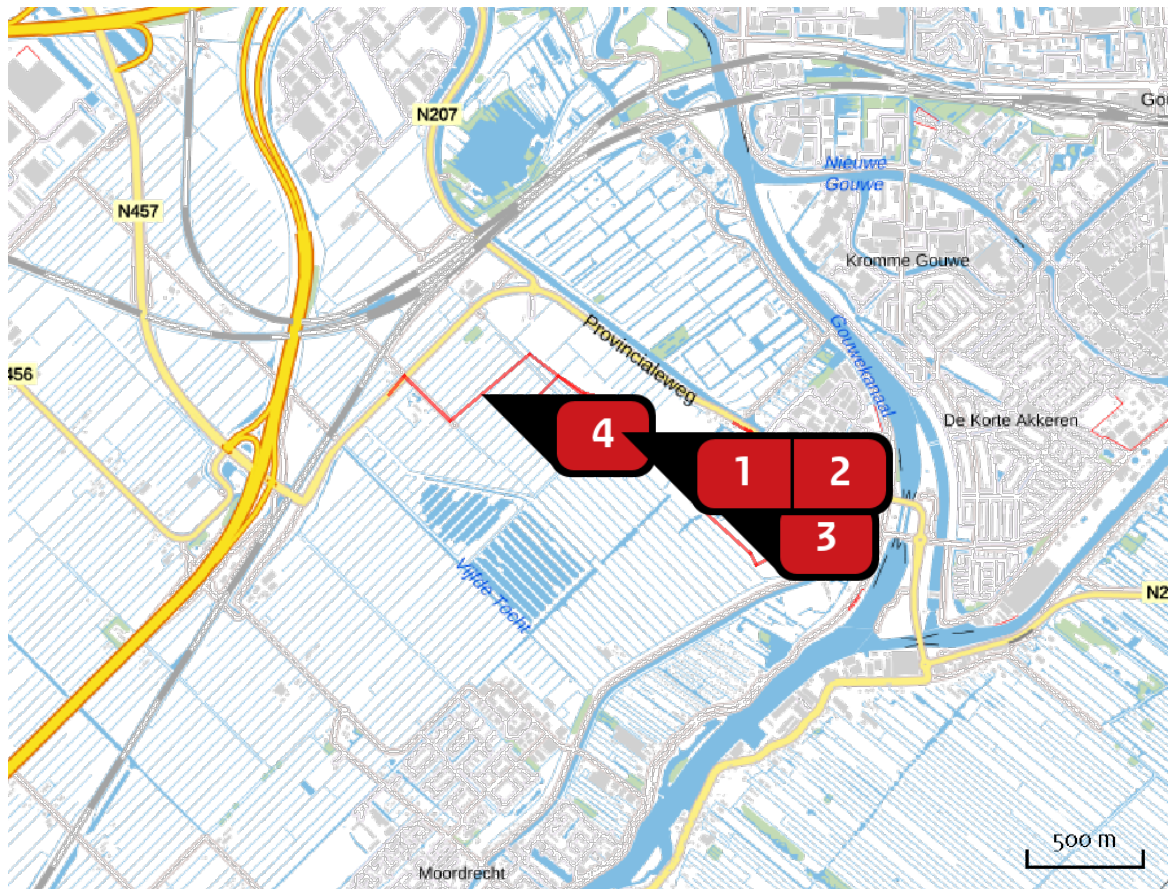 Gou
N207
Nieuwe
Gouwe
N457
Kromme Gouwe
Provincialeweg
Gouwekanaal
456
De Korte Akkeren
4
1
2
3
Vijfde Tocht
N2
500 m
Moordrecht